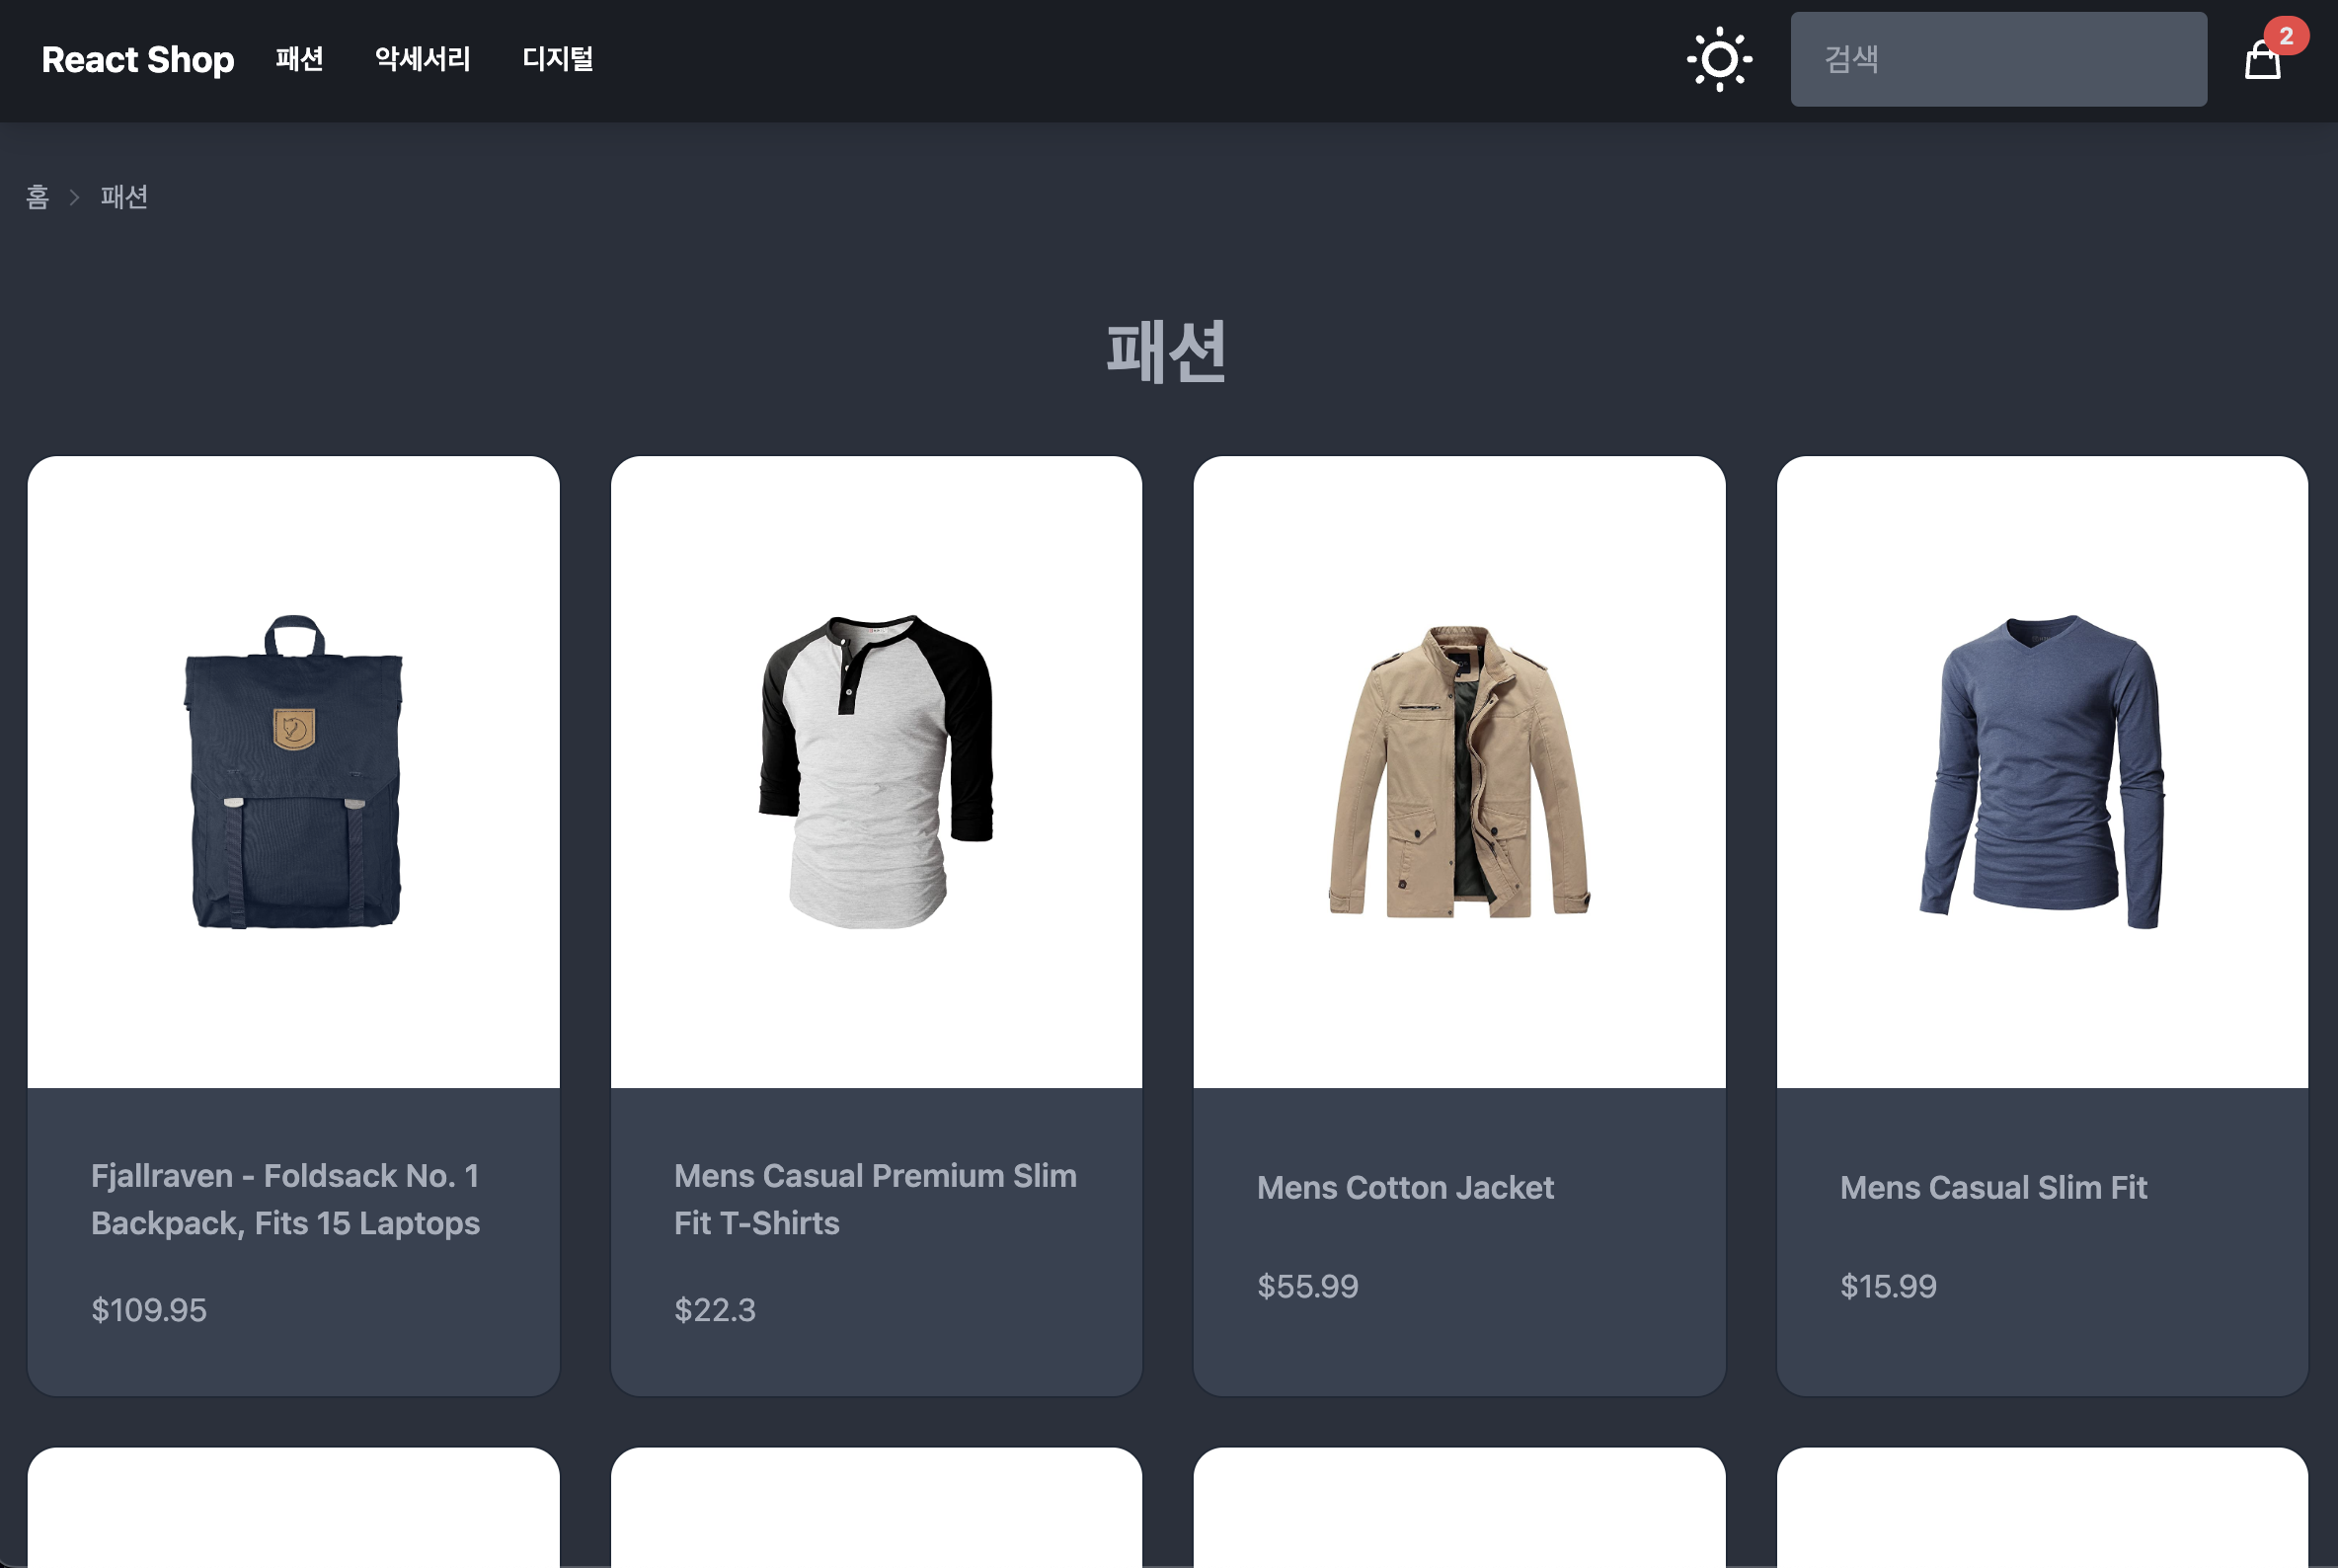 React Shop 패션 악세서리 디지털 검색 2
홈 > 패션
패션
Fjallraven - Foldsack No. 1
Backpack, Fits 15 Laptops
$109.95
Mens Casual Premium Slim
Fit T-Shirts
$22.3
Mens Cotton Jacket
$55.99
Mens Casual Slim Fit
$15.99